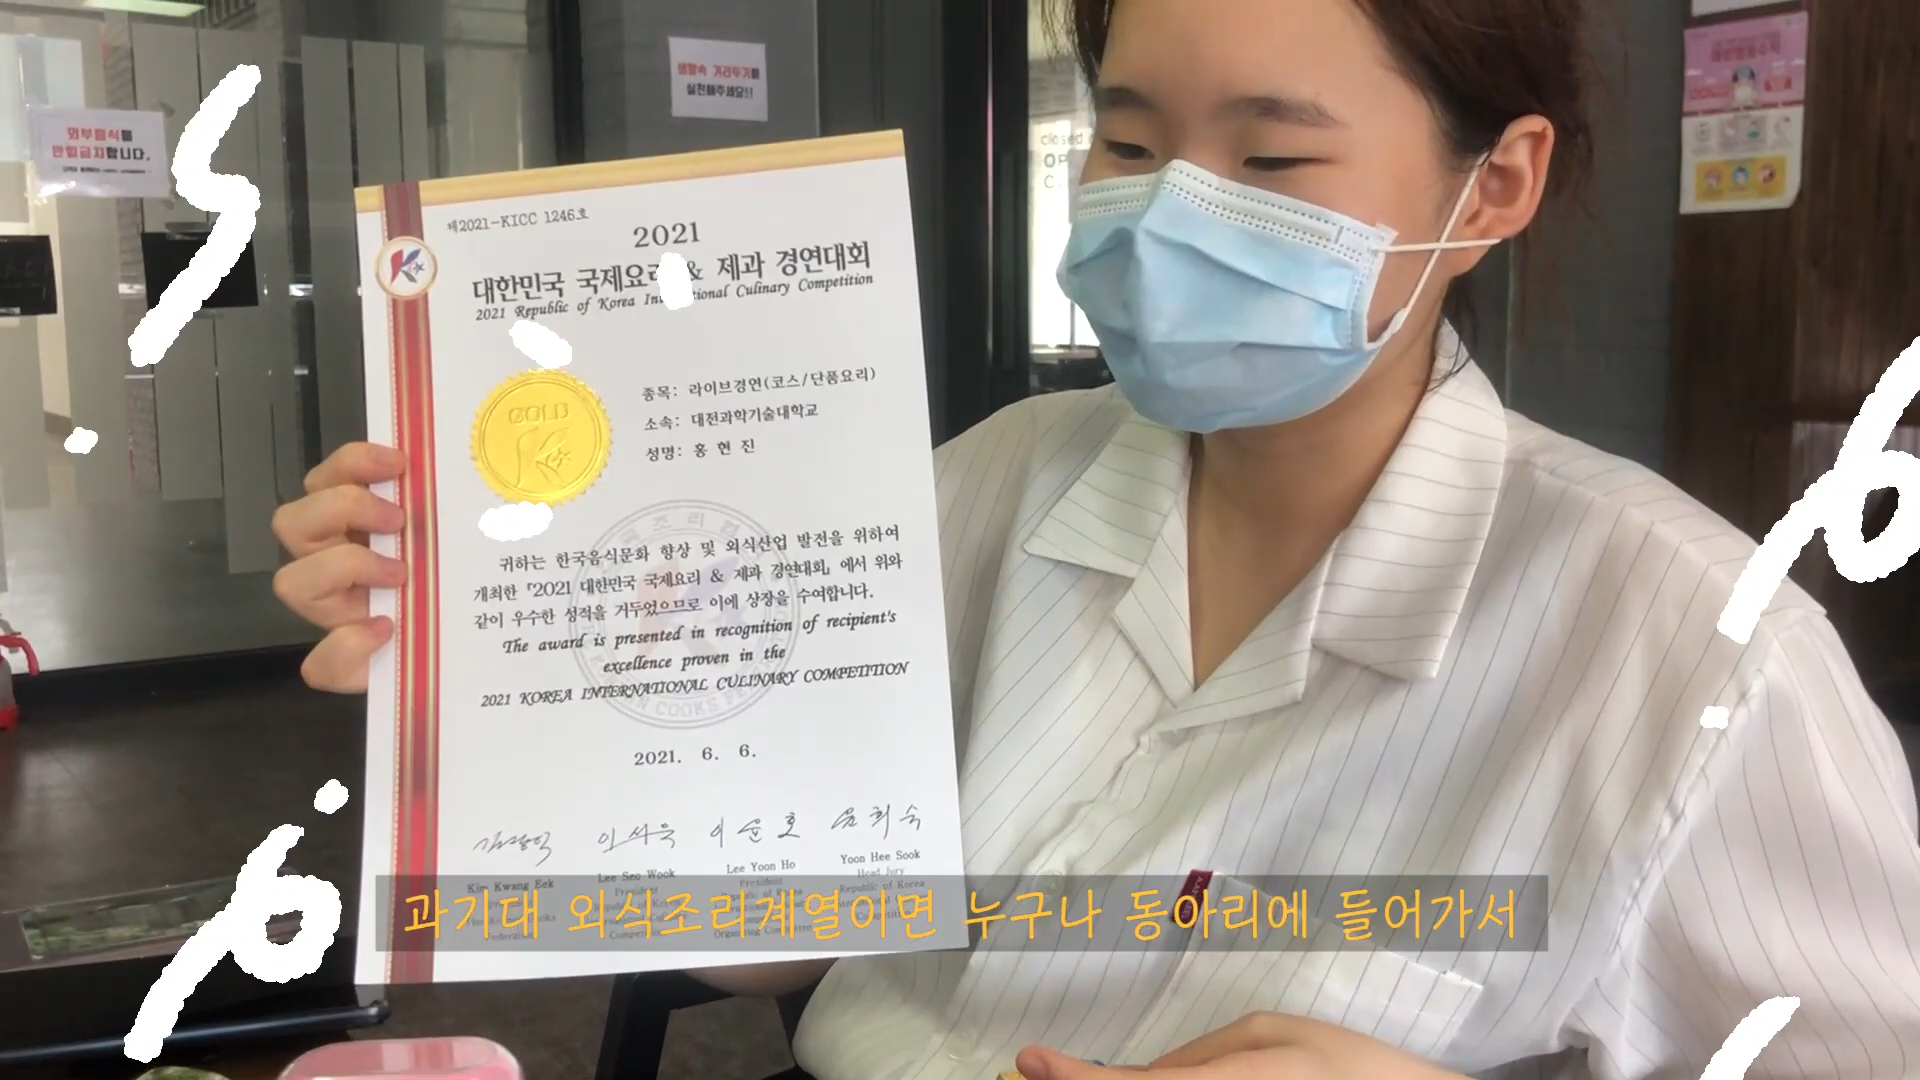 외부음식물
반입금지합니다.
생활속 거리두기를
실천해주세요!!
closed
제2021-KICC 1246호
2021
대한민국 국제요리 & 제과 경연대회
2021 Republic of Korea International Culinary Competition
GOLD
종목: 라이브경연(코스/단품요리)
소속: 대전과학기술대학교
성명: 홍 현 진
귀하는 한국음식문화 향상 및 외식산업 발전을 위하여
개최한 『2021 대한민국 국제요리 & 제과 경연대회』에서 위와
같이 우수한 성적을 거두었으므로 이에 상장을 수여합니다.
The award is presented in recognition of recipient's
excellence proven in the
2021 KOREA INTERNATIONAL CULINARY COMPETITION
2021. 6. 6.
이윤호
Kim Kwang Eek
Lee Seo Wook
Lee Yoon Ho
Yoon Hee Sook
President
President
Head Jury
Republic of Korea
과기대 외식조리계열이면 누구나 동아리에 들어가서